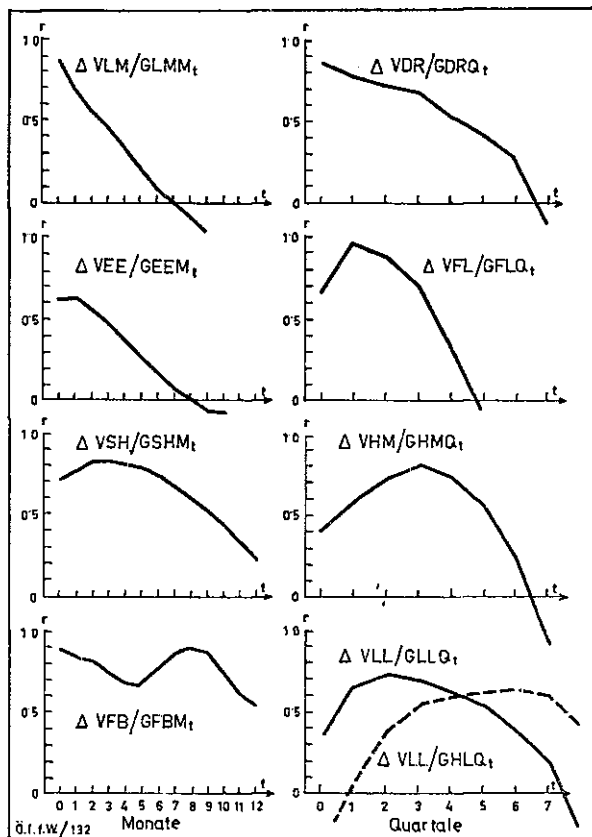 r
1·0
Δ VLM/GLMMt
0·5
t
0
r
1·0
Δ VDR/GDRQt
0·5
t
0
r
1·0
Δ VEE/GEEMt
0·5
t
0
r
1·0
Δ VFL/GFLQt
0·5
t
0
r
1·0
Δ VSH/GSHMt
0·5
t
0
r
1·0
Δ VHM/GHMQt
0·5
t
0
r
1·0
0·5
Δ VFB/GFBMt
t
0
0 1 2 3 4 5 6 7 8 9 10 11 12
Monate
r
1·0
Δ VLL/GLLQt
0·5
Δ VLL/GHLQt
t
0
0 1 2 3 4 5 6 7
Quartale
Ö.I.f.W./132